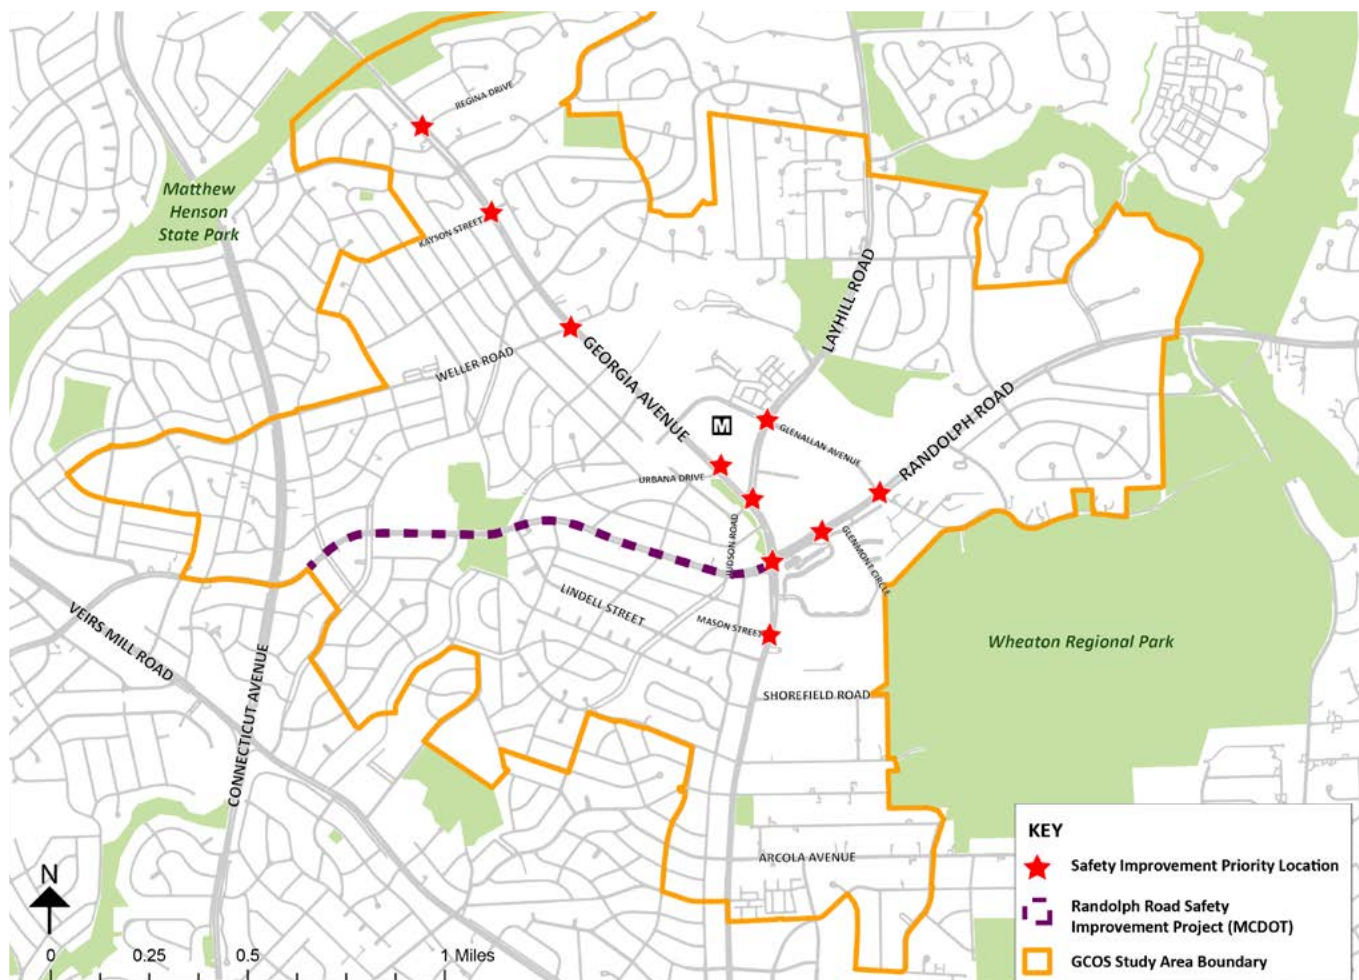 REGINA DRIVE
Matthew
Henson
State Park
KAYSON STREET
LAYHILL ROAD
GEORGIA AVENUE
WELLER ROAD
RANDOLPH ROAD
M
GLENALLAN AVENUE
URBANA DRIVE
JUDSON ROAD
GLENMONT CIRCLE
LINDELL STREET
MASON STREET
VEIRS MILL ROAD
Wheaton Regional Park
CONNECTICUT AVENUE
SHOREFIELD ROAD
ARCOLA AVENUE
KEY
Safety Improvement Priority Location
Randolph Road Safety
Improvement Project (MCDOT)
GCOS Study Area Boundary
N
0 0.25 0.5 1 Miles